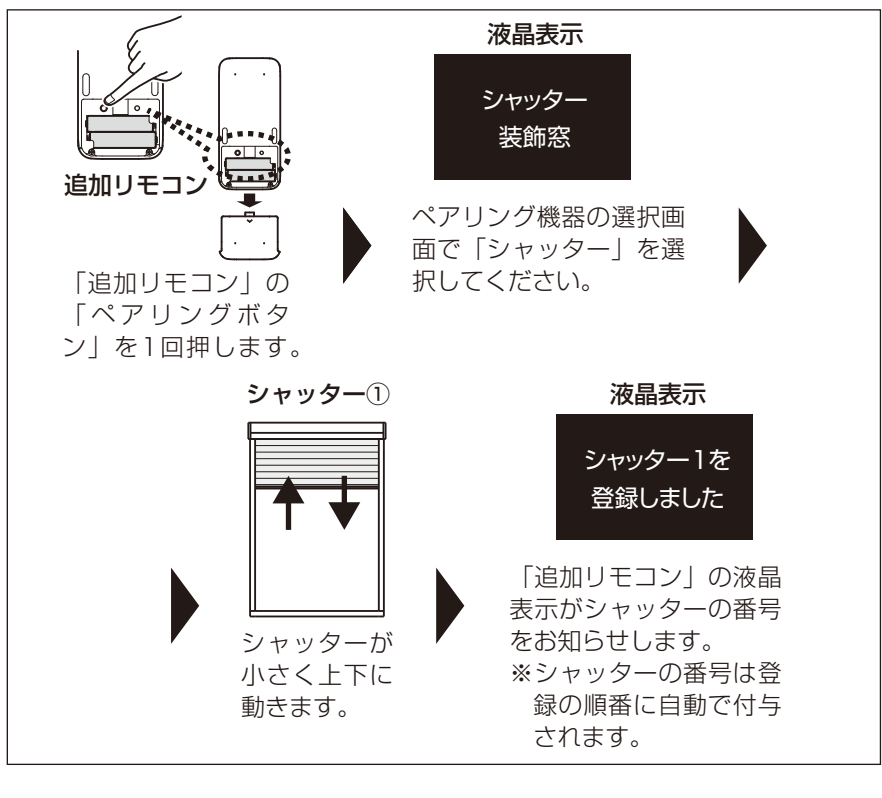 追加リモコン
「追加リモコン」の
「ペアリングボタ
ン」を1回押します。
液晶表示
シャッター
装飾窓
ペアリング機器の選択画
面で「シャッター」を選
択してください。
シャッター①
シャッターが
小さく上下に
動きます。
液晶表示
シャッター1を
登録しました
「追加リモコン」の液晶
表示がシャッターの番号
をお知らせします。
※シャッターの番号は登
録の順番に自動で付与
されます。